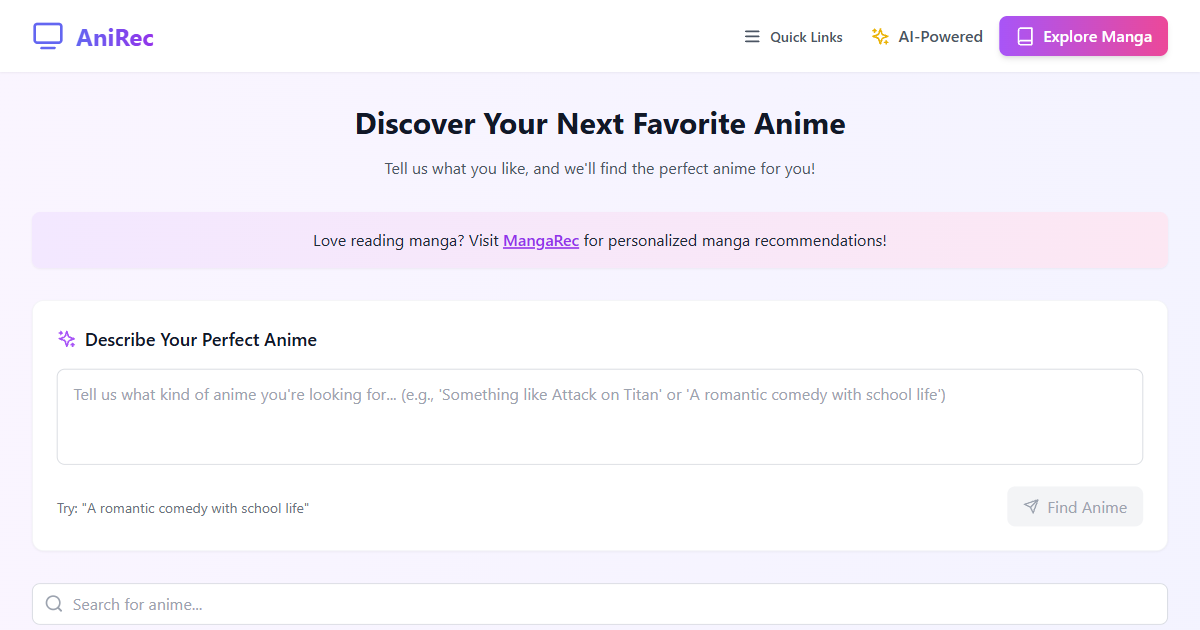 AniRec
Quick Links
AI-Powered
Explore Manga
Discover Your Next Favorite Anime
Tell us what you like, and we'll find the perfect anime for you!
Love reading manga? Visit MangaRec for personalized manga recommendations!
Describe Your Perfect Anime
Tell us what kind of anime you're looking for... (e.g., 'Something like Attack on Titan' or 'A romantic comedy with school life')
Try: "A romantic comedy with school life"
Find Anime
Search for anime...